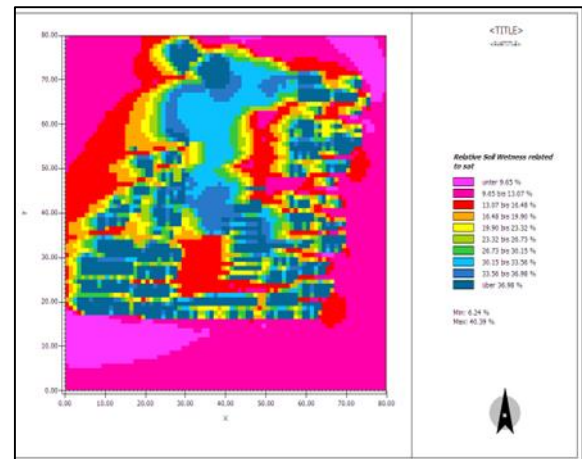 <TITLE>
80.00
70.00
60.00
50.00
40.00
30.00
20.00
10.00
0.00
Y
0.00 10.00 20.00 30.00 40.00 50.00 60.00 70.00 80.00
X
Relative Soil Wetness related
to sat
unter 9.65 %
9.65 bis 13.07 %
13.07 bis 16.48 %
16.48 bis 19.90 %
19.90 bis 23.32 %
23.32 bis 26.73 %
26.73 bis 30.15 %
30.15 bis 33.56 %
33.56 bis 36.98 %
über 36.98 %
Min: 6.24 %
Max: 40.39 %